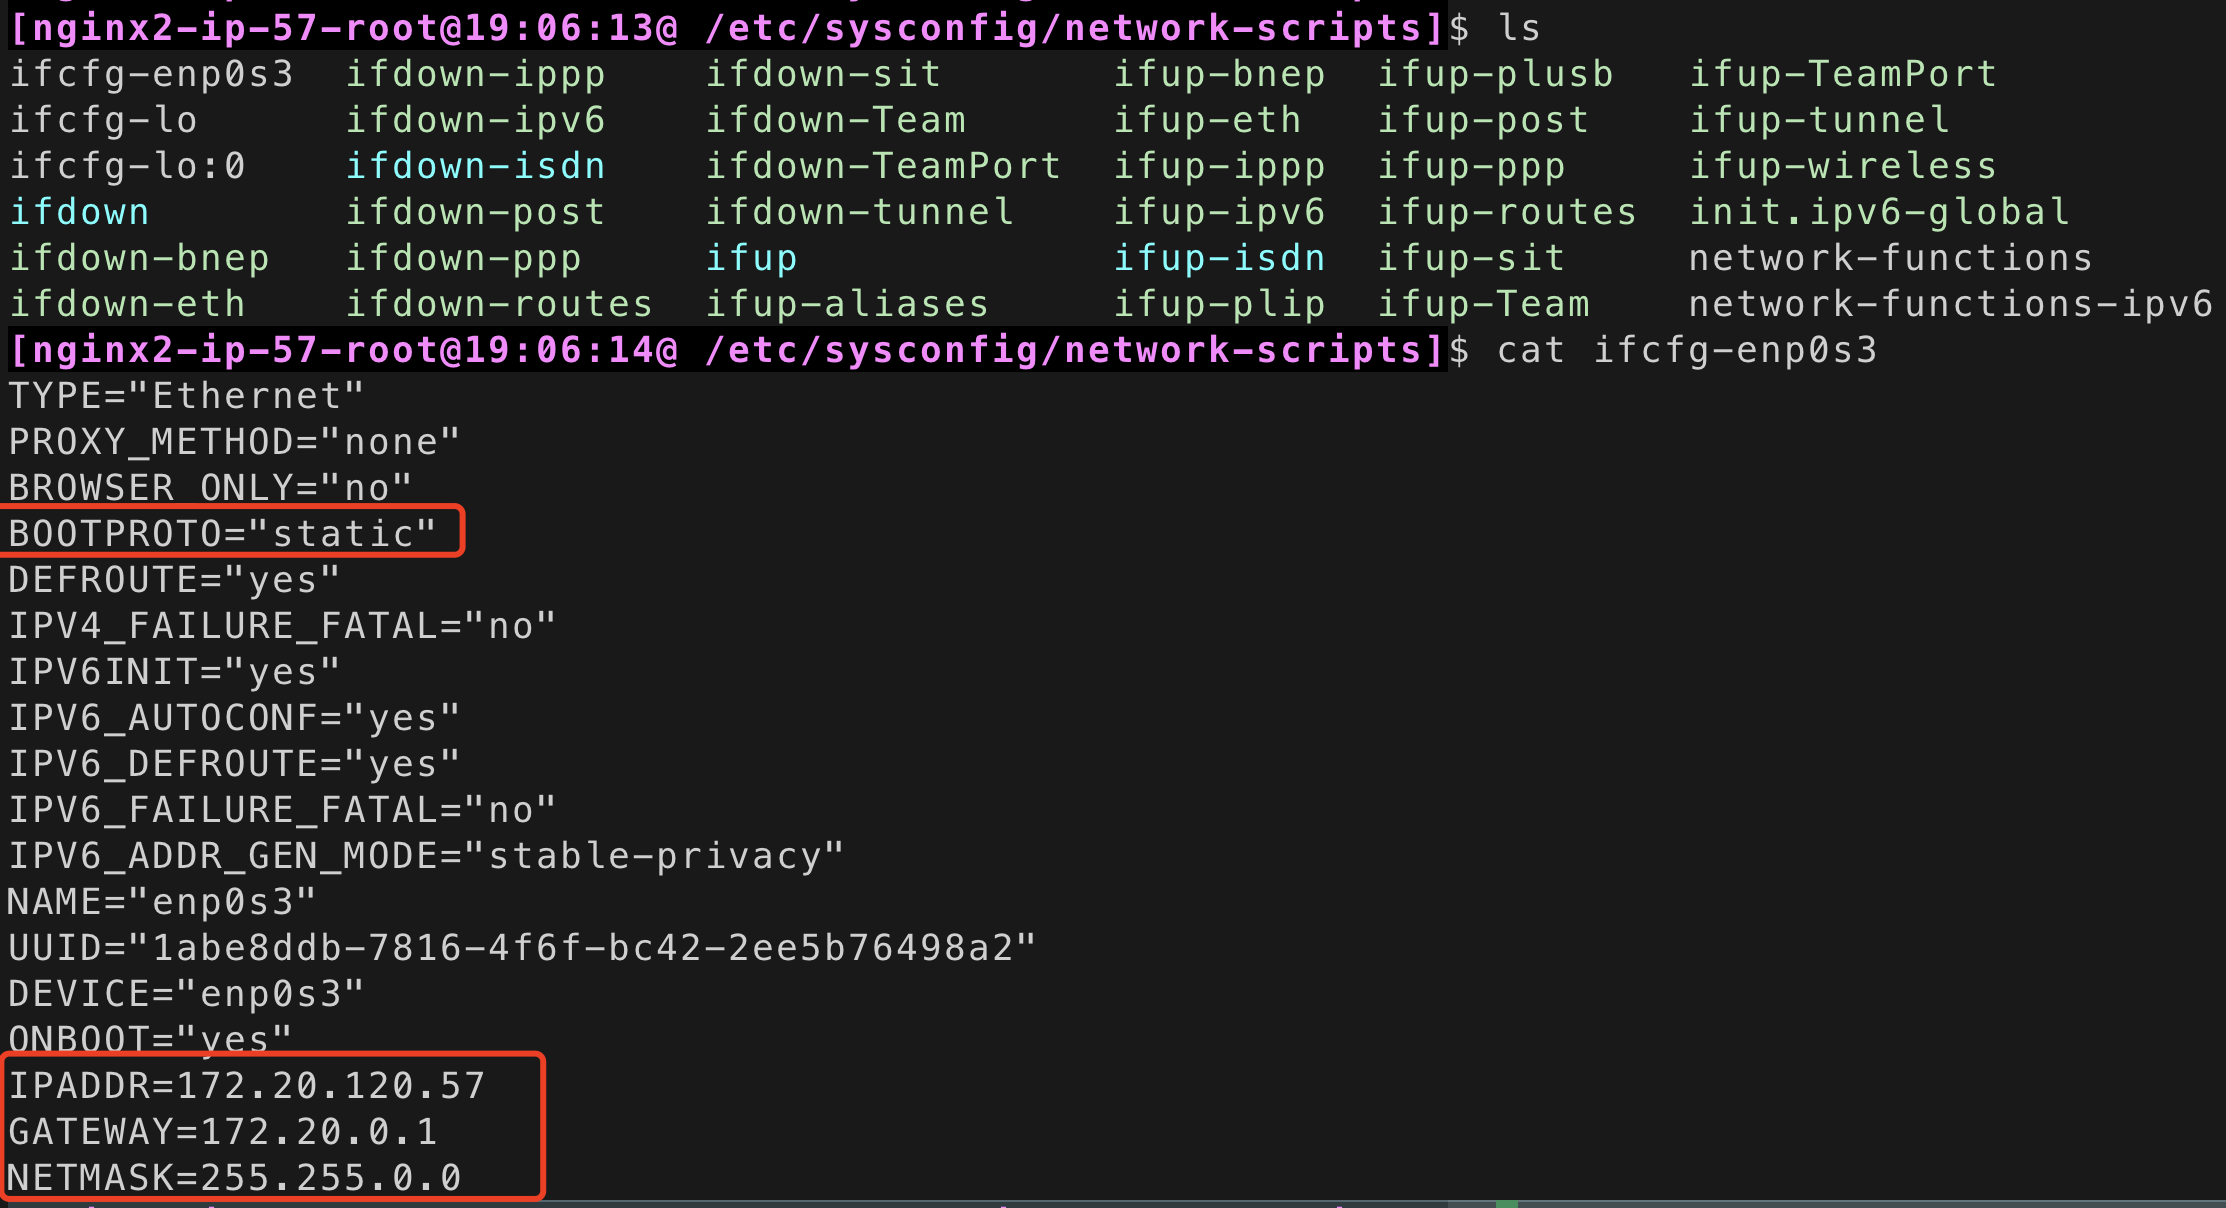 [nginx2-ip-57-root@19:06:13@ /etc/sysconfig/network-scripts]$ ls
ifcfg-enp0s3  ifdown-ippp    ifdown-sit       ifup-bnep  ifup-plusb   ifup-TeamPort
ifcfg-lo      ifdown-ipv6    ifdown-Team      ifup-eth   ifup-post    ifup-tunnel
ifcfg-lo:0    ifdown-isdn    ifdown-TeamPort  ifup-ippp  ifup-ppp     ifup-wireless
ifdown        ifdown-post    ifdown-tunnel    ifup-ipv6  ifup-routes  init.ipv6-global
ifdown-bnep   ifdown-ppp     ifup             ifup-isdn  ifup-sit     network-functions
ifdown-eth    ifdown-routes  ifup-aliases     ifup-plip  ifup-Team    network-functions-ipv6
[nginx2-ip-57-root@19:06:14@ /etc/sysconfig/network-scripts]$ cat ifcfg-enp0s3
TYPE="Ethernet"
PROXY_METHOD="none"
BROWSER_ONLY="no"
BOOTPROTO="static"
DEFROUTE="yes"
IPV4_FAILURE_FATAL="no"
IPV6INIT="yes"
IPV6_AUTOCONF="yes"
IPV6_DEFROUTE="yes"
IPV6_FAILURE_FATAL="no"
IPV6_ADDR_GEN_MODE="stable-privacy"
NAME="enp0s3"
UUID="1abe8ddb-7816-4f6f-bc42-2ee5b76498a2"
DEVICE="enp0s3"
ONBOOT="yes"
IPADDR=172.20.120.57
GATEWAY=172.20.0.1
NETMASK=255.255.0.0